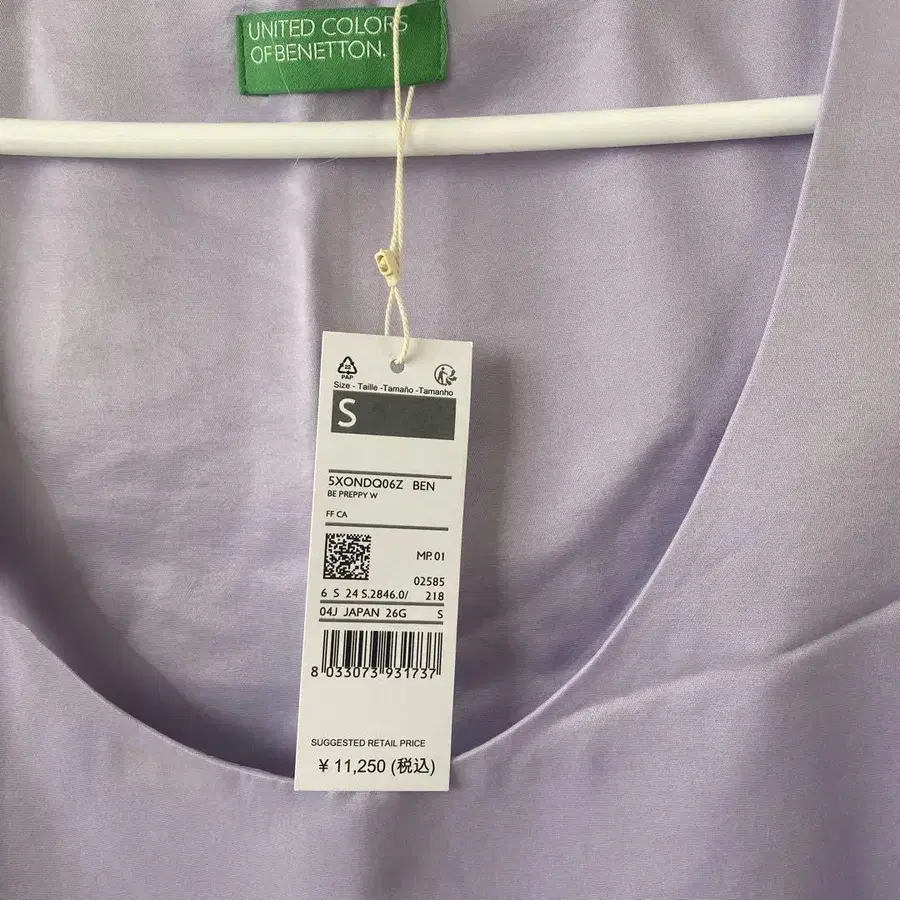 UNITED COLORS
OF BENETTON.
22
PAP
Size - Taille -Tamaño -Tamanho
S
5XONDQ06Z BEN
BE PREPPY W
FF CA
MP. 01
02585
6 S 24 S.2846.0/ 218
04J JAPAN 26G S
8 033073 931737
SUGGESTED RETAIL PRICE
¥ 11,250 (税込)